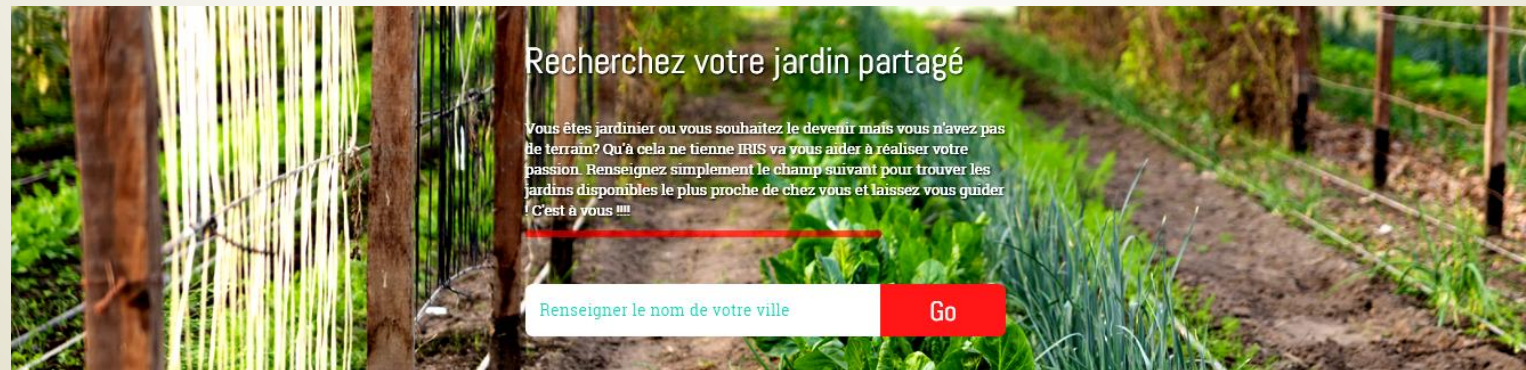 Recherchez votre jardin partagé
Vous êtes jardinier ou vous souhaitez le devenir mais vous n'avez pas
de terrain? Qu'à cela ne tienne IRIS va vous aider à réaliser votre
passion. Renseignez simplement le champ suivant pour trouver les
jardins disponibles le plus proche de chez vous et laissez vous guider
! C'est à vous !!!!
Renseigner le nom de votre ville
Go